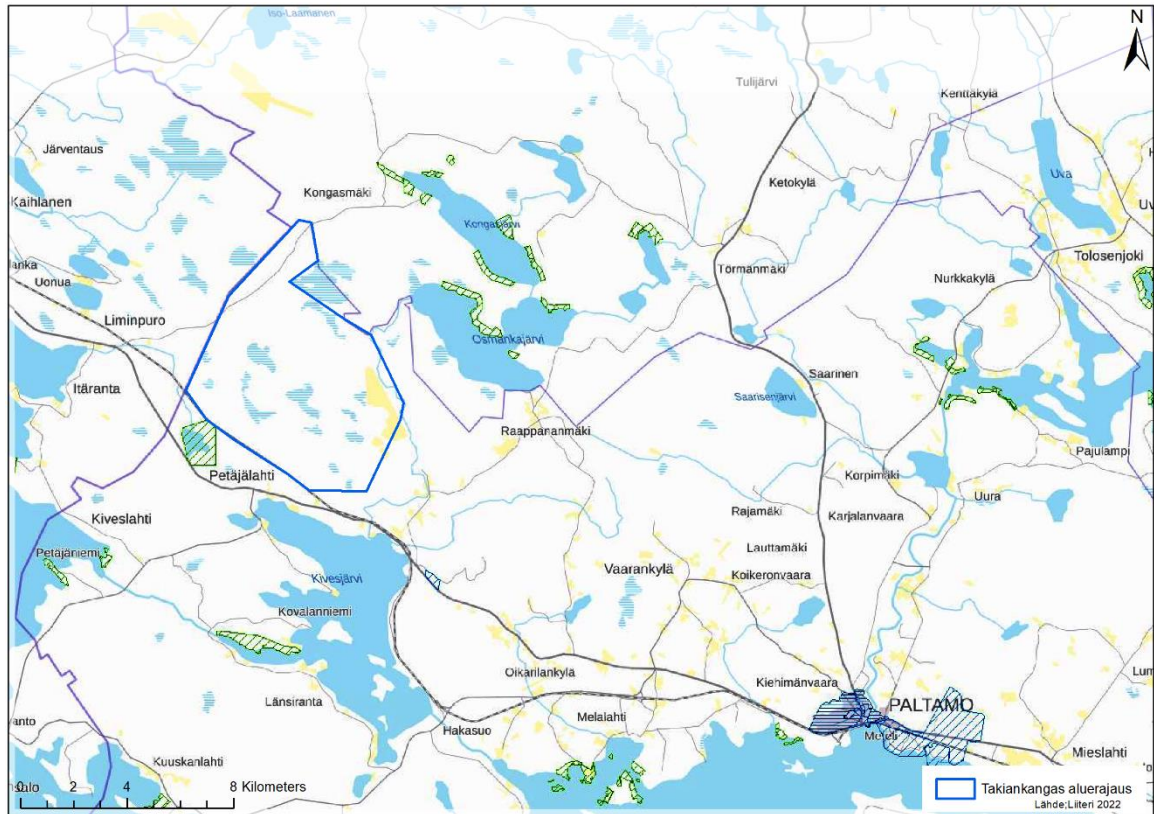 Iso-Laamanen
N
Tulijärvi
Kenttäkylä
Järventaus
Kongasmäki
Ketokylä
Uva
Kaihlanen
Kongasjärvi
Tolosenjoki
Törmänmäki
Nurkkakylä
Uonua
Liminpuro
Osmankajärvi
Saarinen
Itäranta
Saarisenjärvi
Raappananmäki
Pajulampi
Petäjälahti
Korpimäki
Uura
Kiveslahti
Rajamäki
Karjalanvaara
Petäjäniemi
Lauttamäki
Vaarankylä
Koikeronvaara
Kivesjärvi
Kovalanniemi
Oikarilankylä
Kiehimänvaara
Länsiranta
PALTAMO
Melalahti
Hakasuo
Meteli
Mieslahti
Kuuskanlahti
0 2 4 8 Kilometers
Takiankangas aluerajaus
Lähde;Liiteri 2022